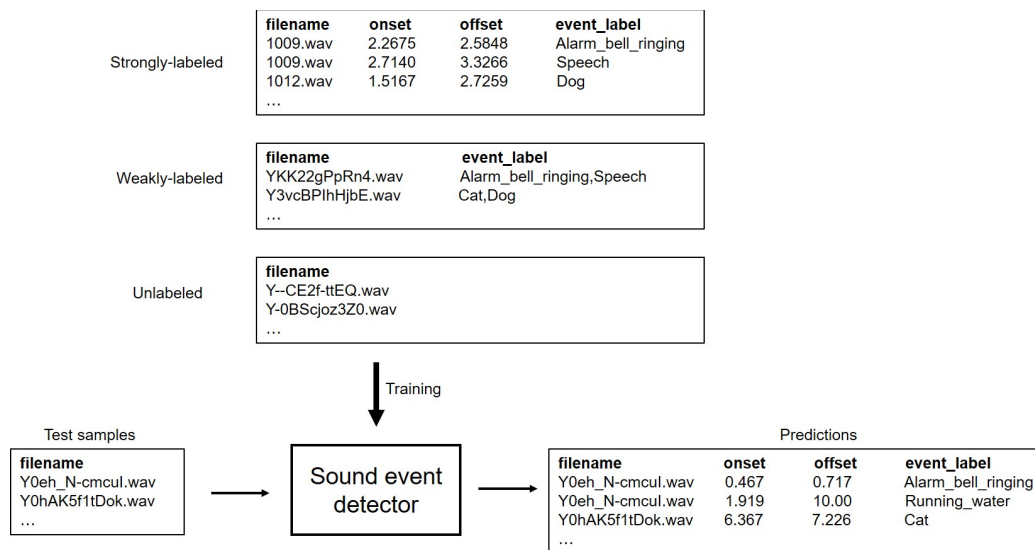 filename onset offset event_label
1009.wav 2.2675 2.5848 Alarm_bell_ringing
Strongly-labeled
1009.wav 2.7140 3.3266 Speech
1012.wav 1.5167 2.7259 Dog
...
filename event_label
Weakly-labeled
YKK22gPpRn4.wav Alarm_bell_ringing,Speech
Y3vcBPIhHjbE.wav Cat,Dog
...
filename
Unlabeled
Y--CE2f-ttEQ.wav
Y-0BScjoz3Z0.wav
...
Training
Test samples
filename
Y0eh_N-cmcuI.wav
Y0hAK5f1tDok.wav
...
Sound event
detector
Predictions
filename onset offset event_label
Y0eh_N-cmcuI.wav 0.467 0.717 Alarm_bell_ringing
Y0eh_N-cmcuI.wav 1.919 10.00 Running_water
Y0hAK5f1tDok.wav 6.367 7.226 Cat
...